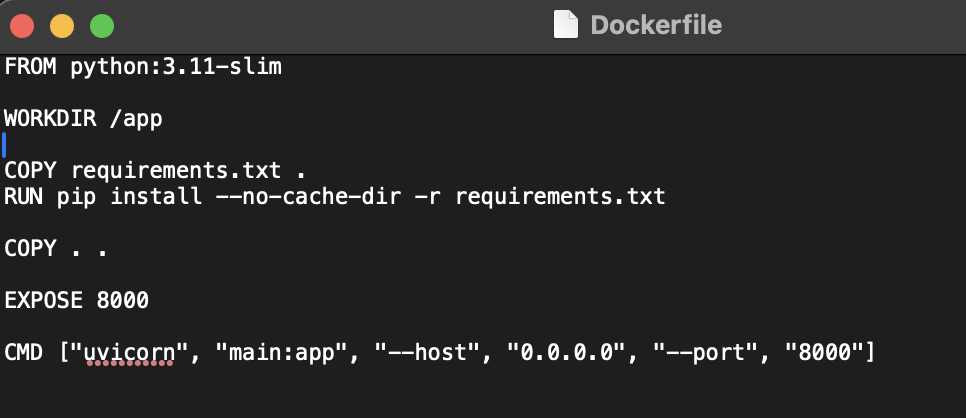 Dockerfile
FROM python:3.11-slim
WORKDIR /app
COPY requirements.txt .
RUN pip install --no-cache-dir -r requirements.txt
COPY . .
EXPOSE 8000
CMD ["uvicorn", "main:app", "--host", "0.0.0.0", "--port", "8000"]